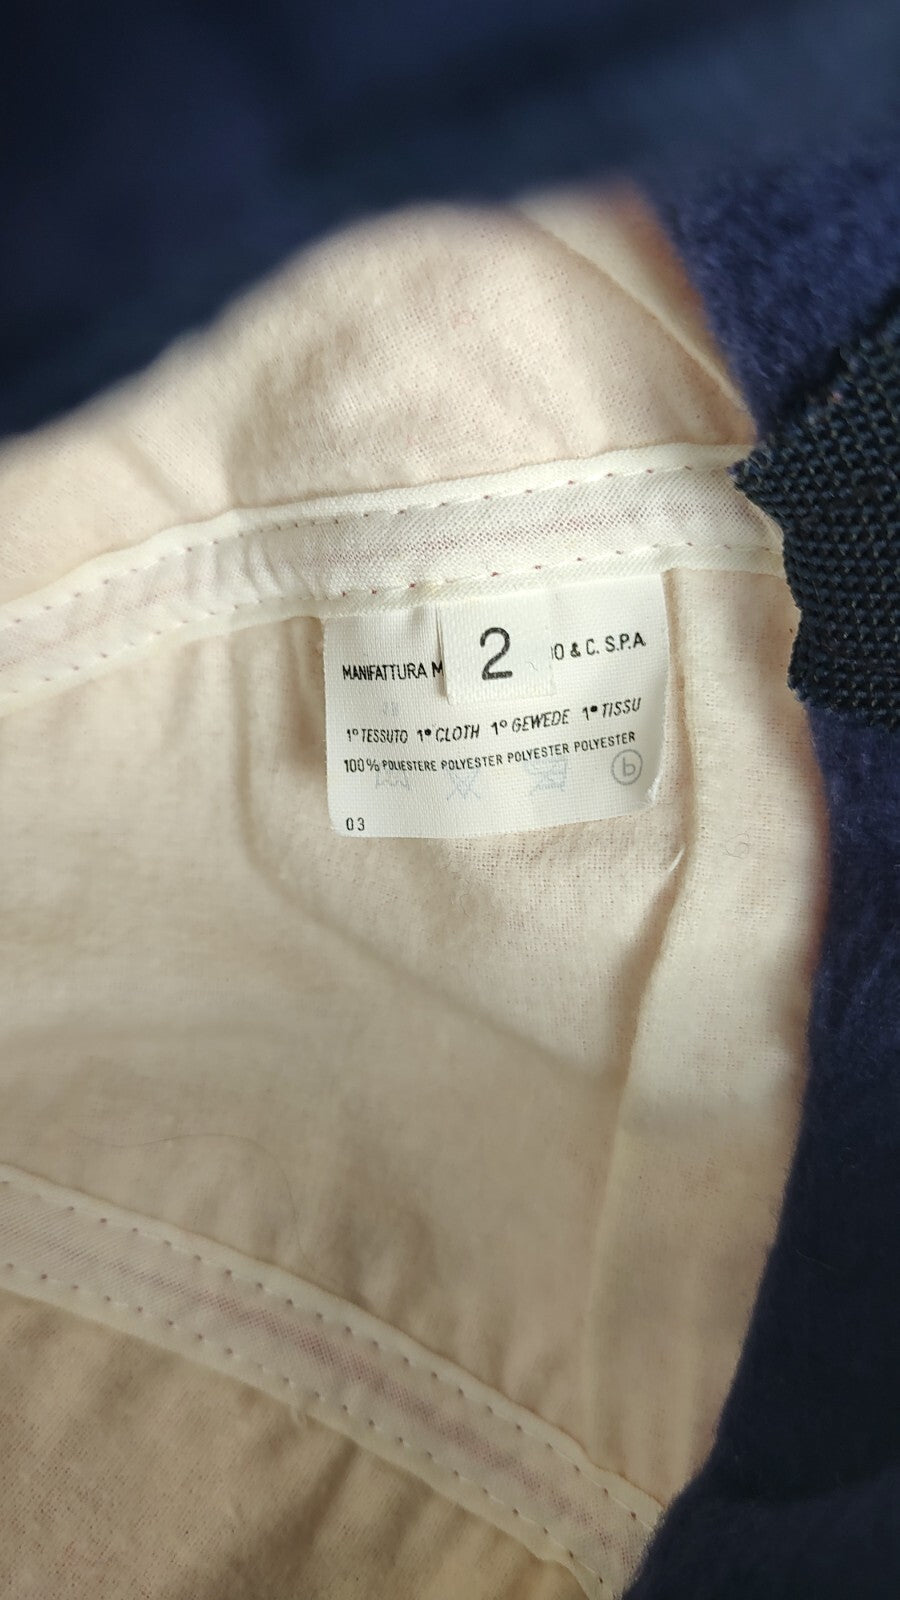 2
MANIFATTURA M O & C. S.P.A.
1° TESSUTO 1° CLOTH 1° GEWEDE 1° TISSU
100% POLIESTERE POLYESTER POLYESTER POLYESTER
03